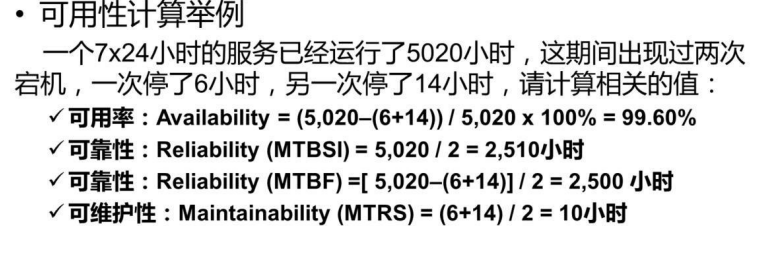 • 可用性计算举例
一个7x24小时的服务已经运行了5020小时，这期间出现过两次
宕机，一次停了6小时，另一次停了14小时，请计算相关的值：
✓可用率：Availability = (5,020–(6+14)) / 5,020 x 100% = 99.60%
✓可靠性：Reliability (MTBSI) = 5,020 / 2 = 2,510小时
✓可靠性：Reliability (MTBF) =[ 5,020–(6+14)] / 2 = 2,500 小时
✓可维护性：Maintainability (MTRS) = (6+14) / 2 = 10小时